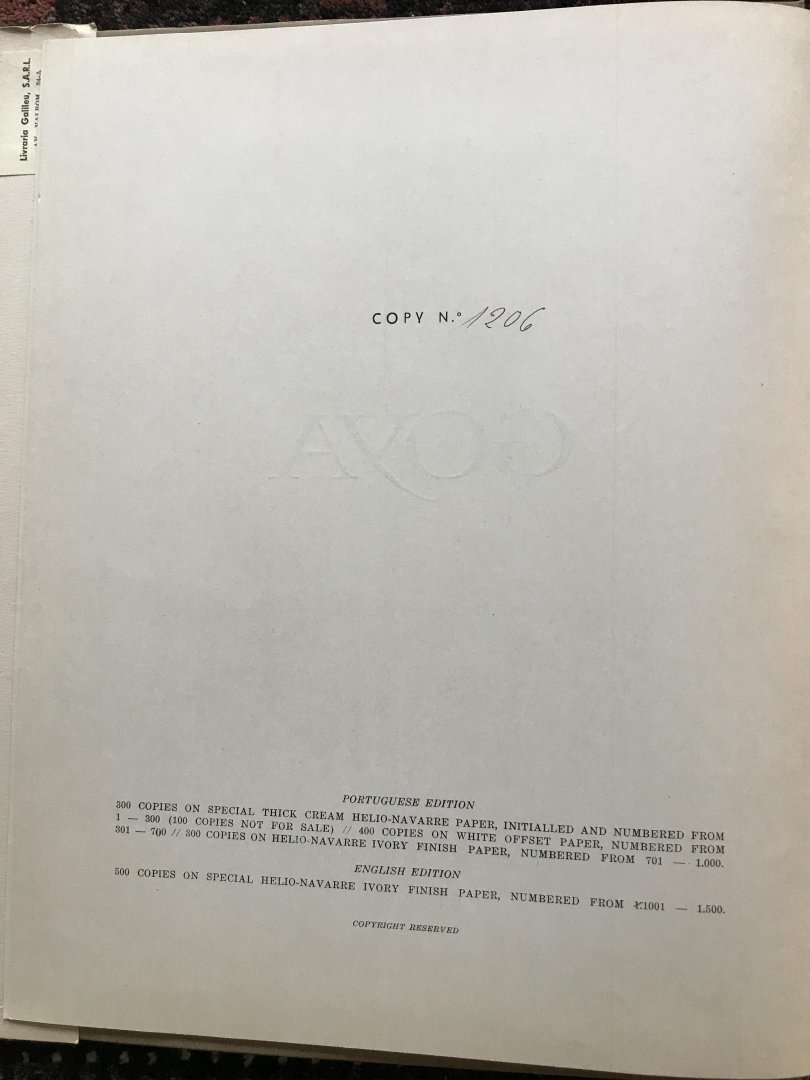 Livraria Galileu, S.A.R.L.
COPY N.º 1206
GOYA
PORTUGUESE EDITION
300 COPIES ON SPECIAL THICK CREAM HELIO-NAVARRE PAPER, INITIALLED AND NUMBERED FROM
1 — 300 (100 COPIES NOT FOR SALE) // 400 COPIES ON WHITE OFFSET PAPER, NUMBERED FROM
301 — 700 // 300 COPIES ON HELIO-NAVARRE IVORY FINISH PAPER, NUMBERED FROM 701 — 1.000.
ENGLISH EDITION
500 COPIES ON SPECIAL HELIO-NAVARRE IVORY FINISH PAPER, NUMBERED FROM 1001 — 1.500.
COPYRIGHT RESERVED